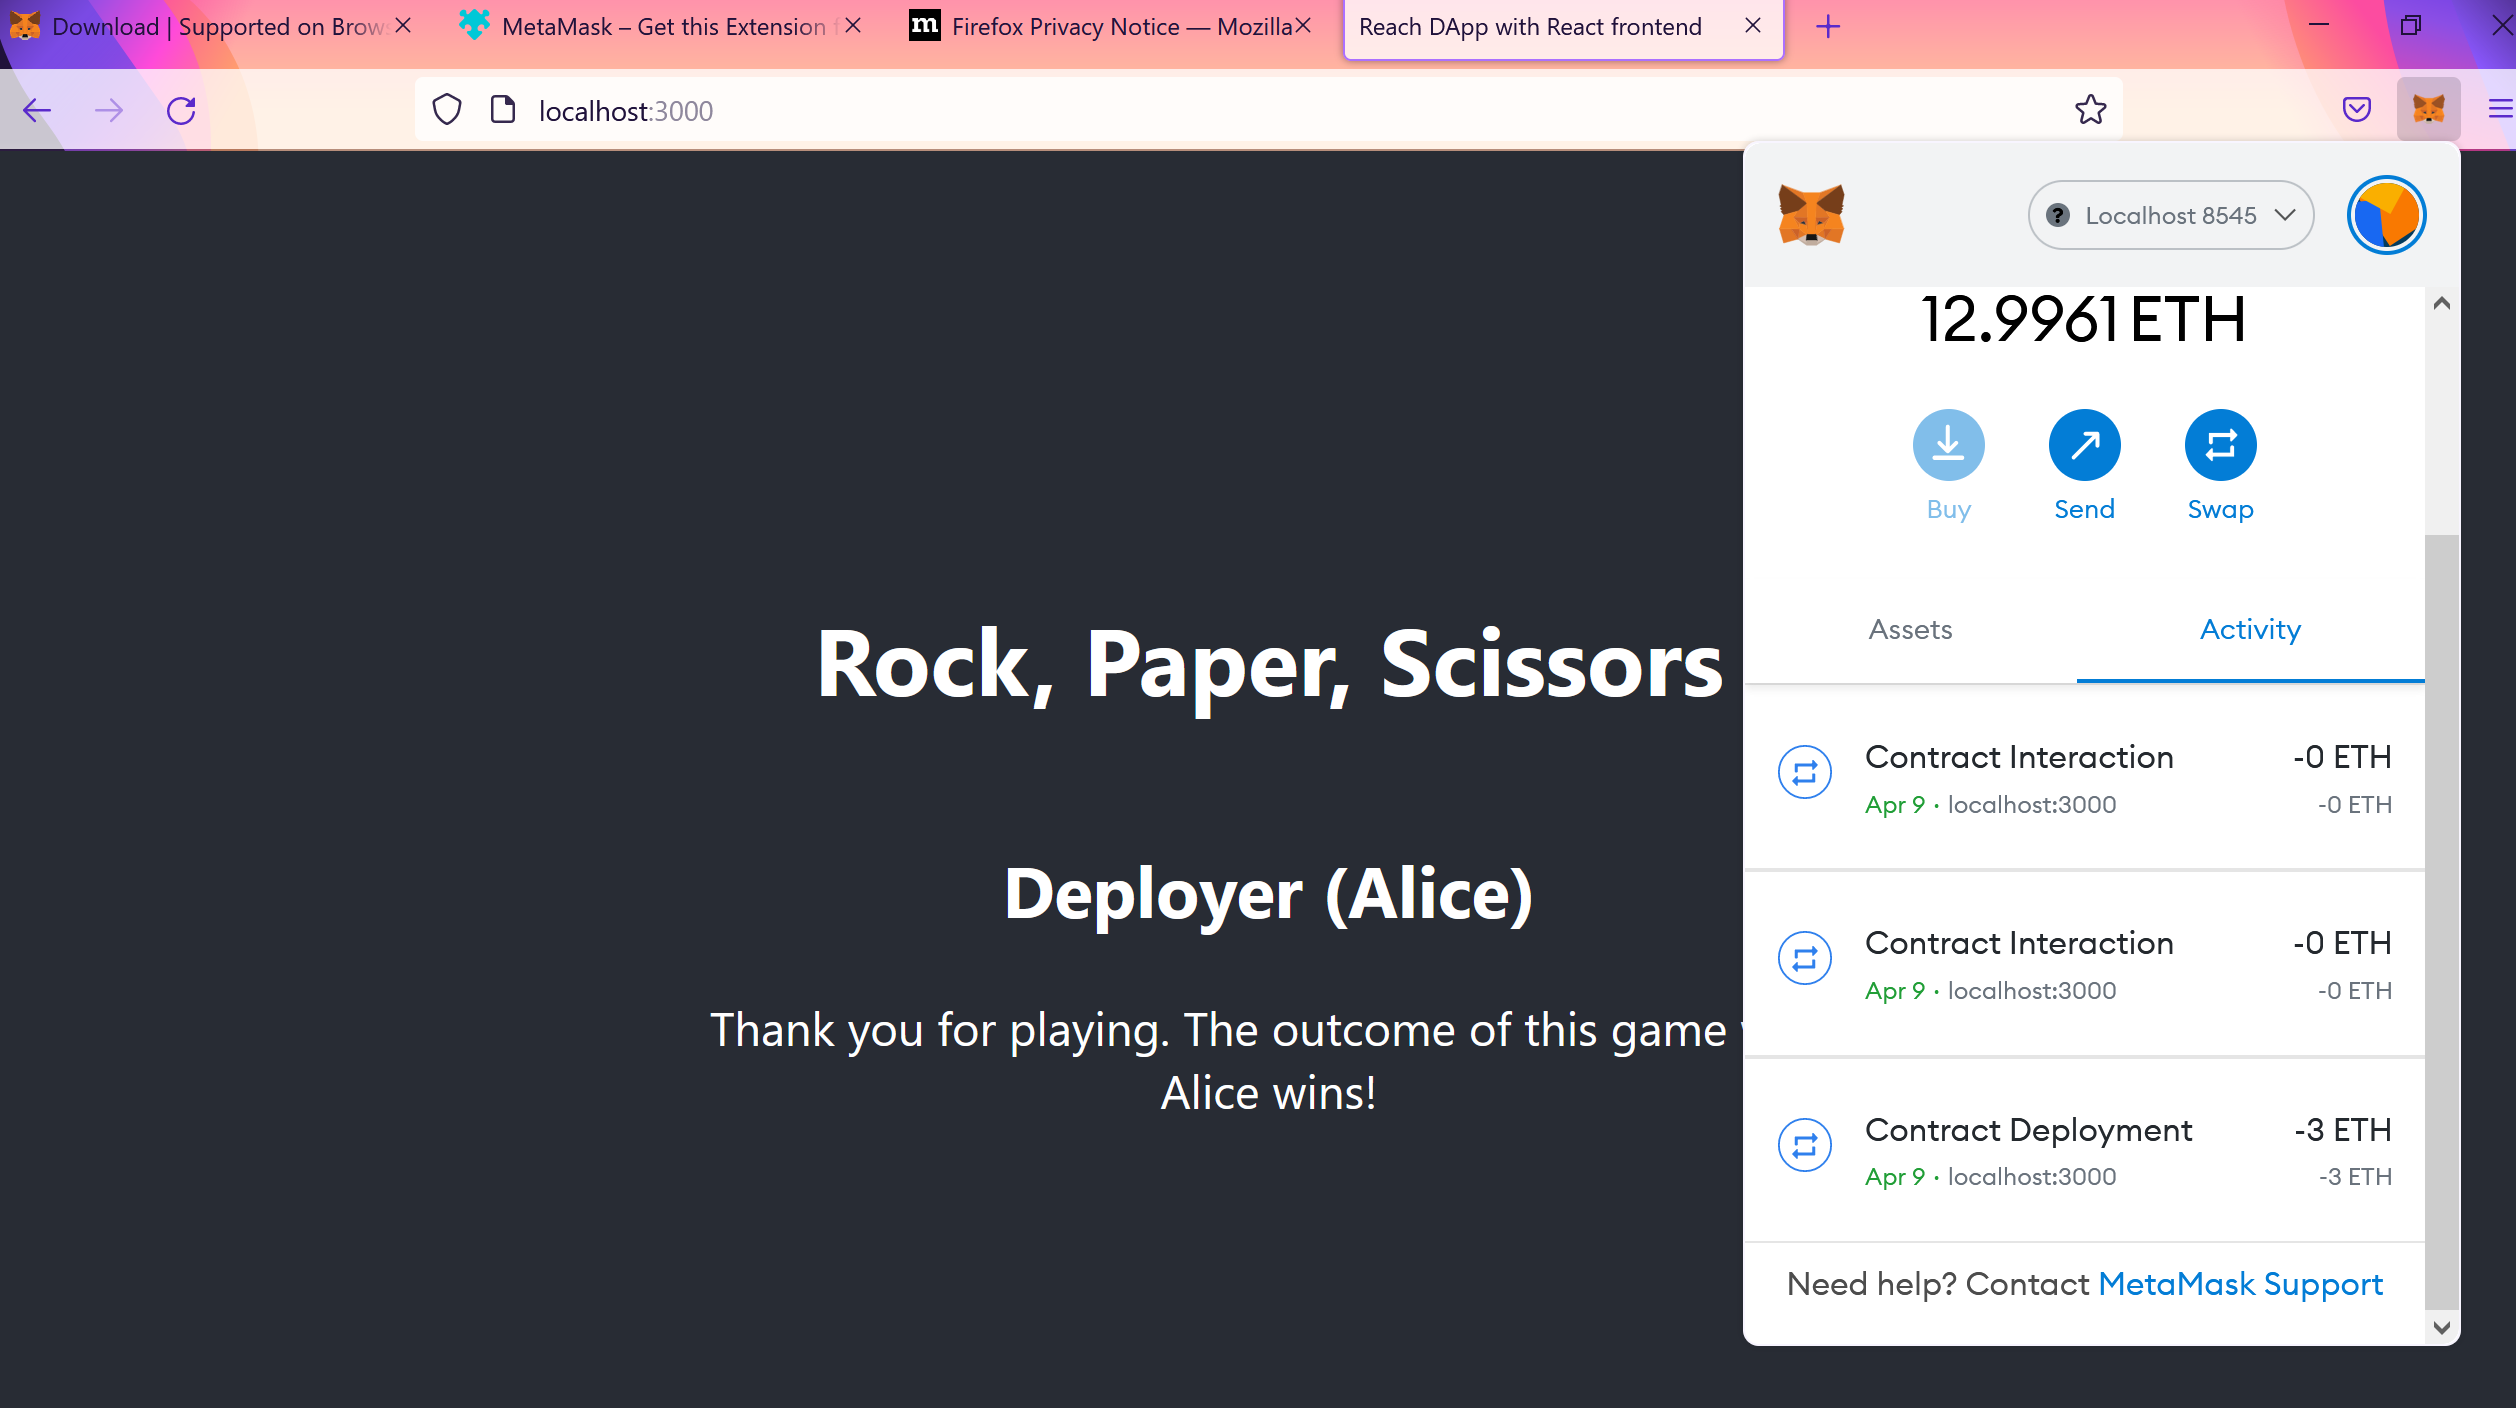 Download | Supported on Brow
MetaMask – Get this Extension f
m
Firefox Privacy Notice — Mozilla
Reach DApp with React frontend
localhost:3000
Localhost 8545
12.9961 ETH
Buy
Send
Swap
Assets
Activity
Contract Interaction
-0 ETH
Apr 9 · localhost:3000
-0 ETH
Contract Interaction
-0 ETH
Apr 9 · localhost:3000
-0 ETH
Contract Deployment
-3 ETH
Apr 9 · localhost:3000
-3 ETH
Need help? Contact MetaMask Support
Rock, Paper, Scissors
Deployer (Alice)
Thank you for playing. The outcome of this game
Alice wins!